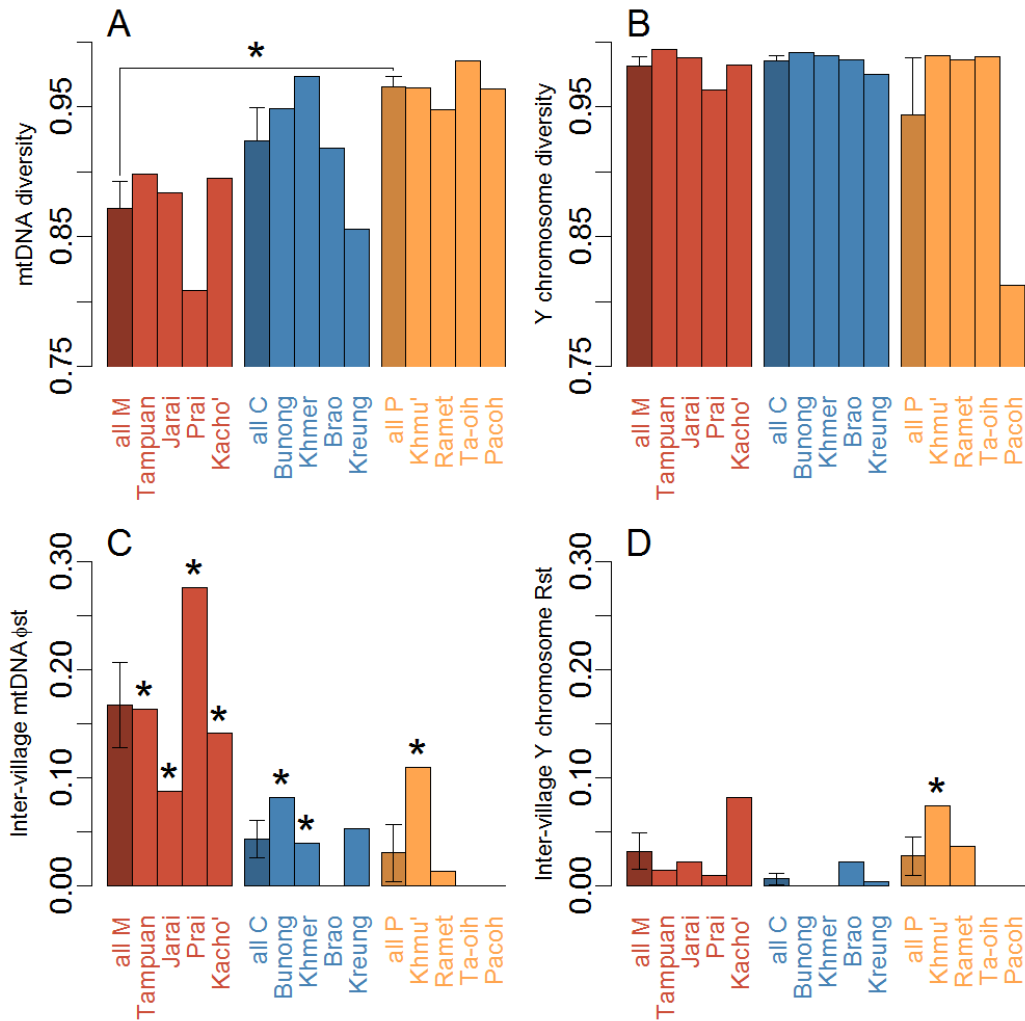 A
B
*
mtDNA diversity
0.75
0.85
0.95
all M
Tampuan
Jarai
Prai
Kacho'
all C
Bunong
Khmer
Brao
Kreung
all P
Khmu'
Ramet
Ta-oih
Pacoh
Y chromosome diversity
0.75
0.85
0.95
all M
Tampuan
Jarai
Prai
Kacho'
all C
Bunong
Khmer
Brao
Kreung
all P
Khmu'
Ramet
Ta-oih
Pacoh
C
D
Inter-village mtDNA ϕst
0.00
0.10
0.20
0.30
*
*
*
*
*
*
*
all M
Tampuan
Jarai
Prai
Kacho'
all C
Bunong
Khmer
Brao
Kreung
all P
Khmu'
Ramet
Ta-oih
Pacoh
Inter-village Y chromosome Rst
0.00
0.10
0.20
0.30
*
all M
Tampuan
Jarai
Prai
Kacho'
all C
Bunong
Khmer
Brao
Kreung
all P
Khmu'
Ramet
Ta-oih
Pacoh